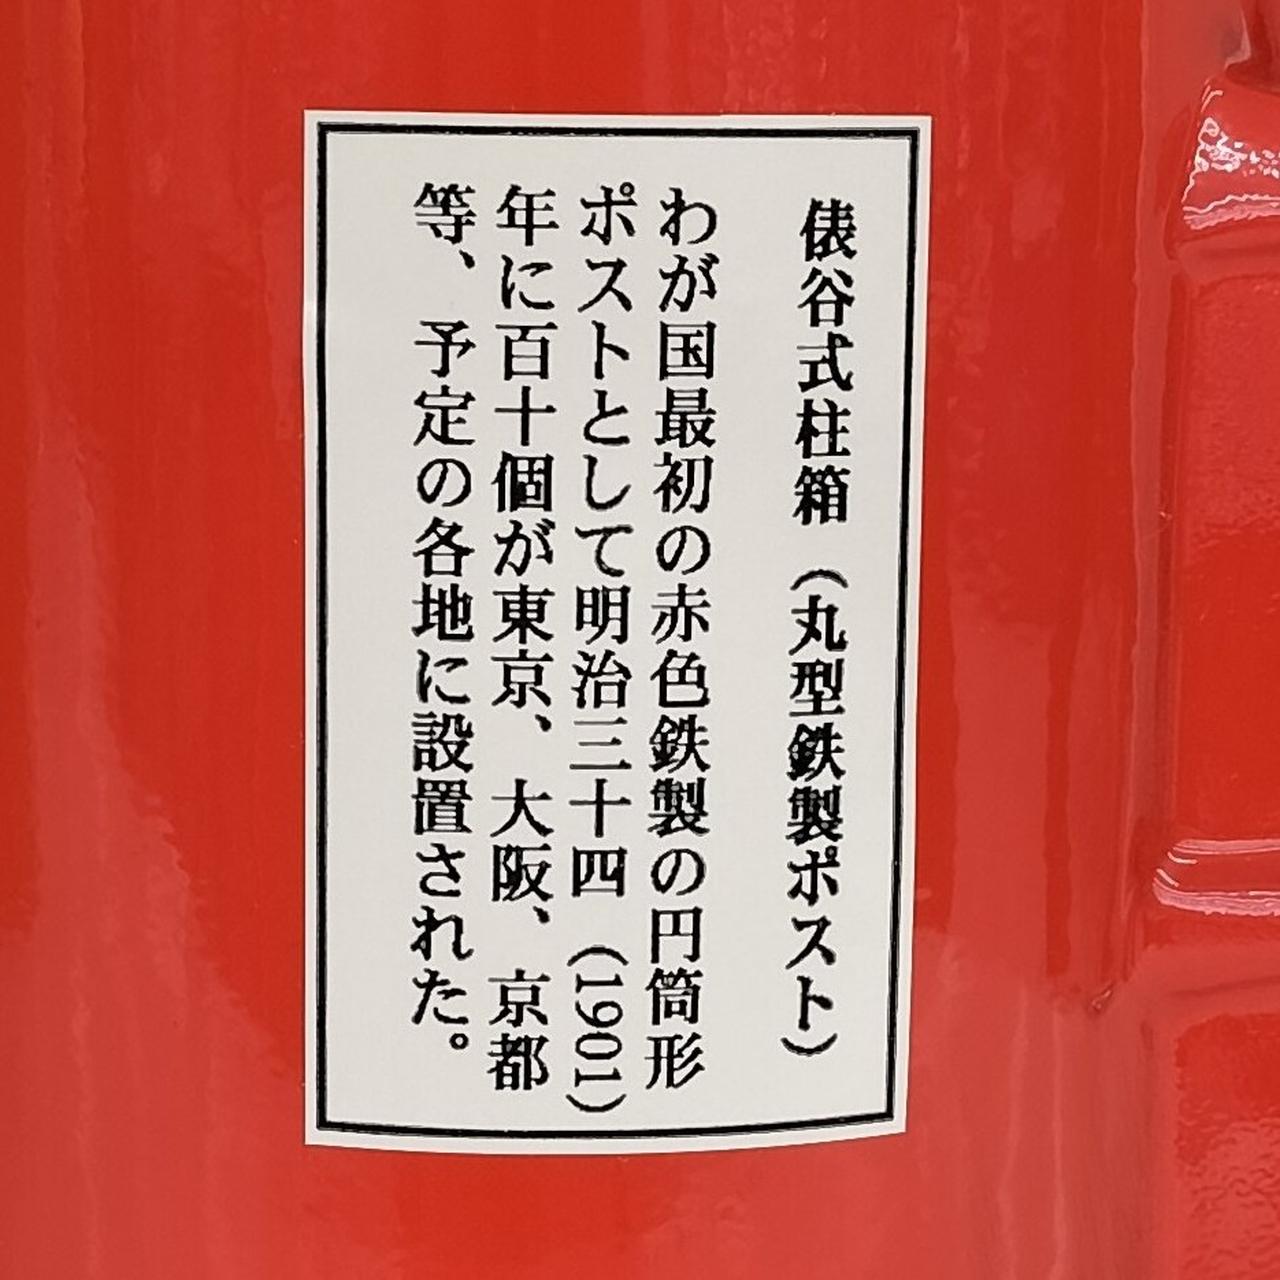 俵谷式柱箱（丸型鉄製ポスト）
わが国最初の赤色鉄製の円筒形
ポストとして明治三十四（1901）
年に百十個が東京、大阪、京都
等、予定の各地に設置された。